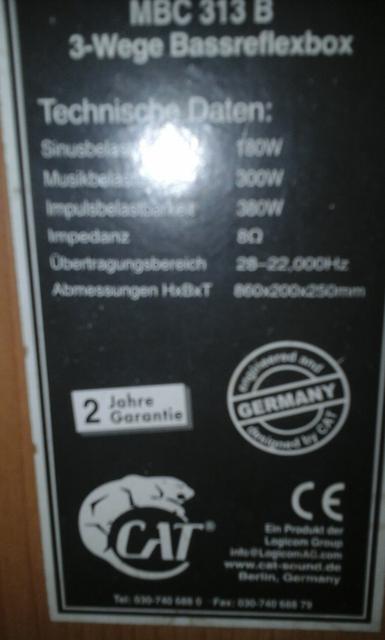 MBC 313 B
3-Wege Bassreflexbox
Technische Daten:
180W
300W
Impulsbelastbarkeit 380W
Impedanz 8Ω
Übertragungsbereich 28–22,000Hz
Abmessungen HxBxT 860x200x250mm
2 Jahre Garantie
engineered and
GERMANY
designed by CAT
CAT®
CE
Ein Produkt der
Logicom Group
info@LogicomAG.com
www.cat-sound.de
Berlin, Germany
Tel: 030-740 688 0 Fax: 030-740 688 79